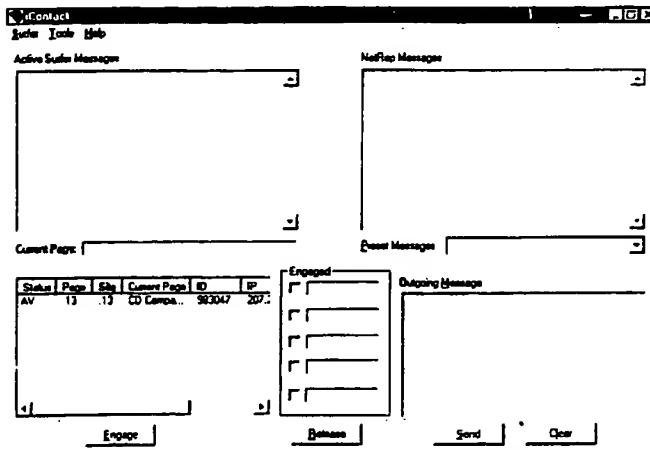 iContact
Surfer Tools Help
Active Surfer Messages
NetRep Messages
Current Page:
Preset Messages
Status Page Site Current Page ID IP
AV 13 .13 CD Campa... 983047 207.
Engaged
Outgoing Message
Engage
Release
Send
Clear